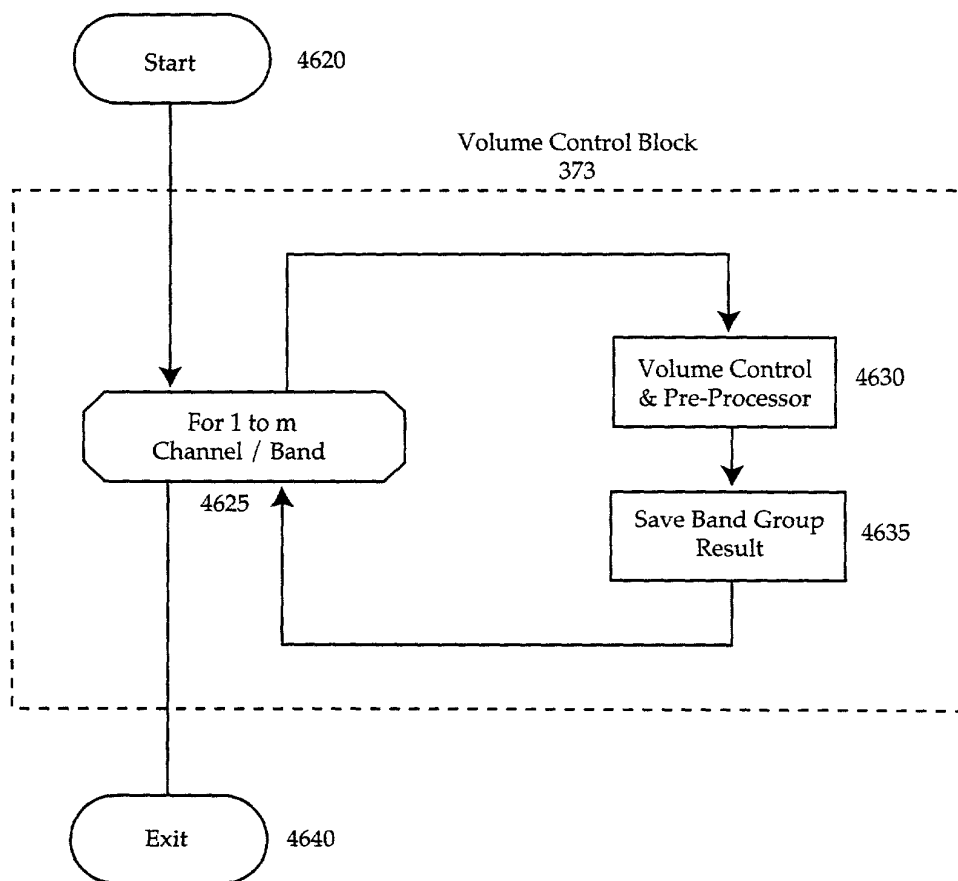 Start
4620
Volume Control Block
373
Volume Control
& Pre-Processor
4630
For 1 to m
Channel / Band
4625
Save Band Group
Result
4635
Exit
4640